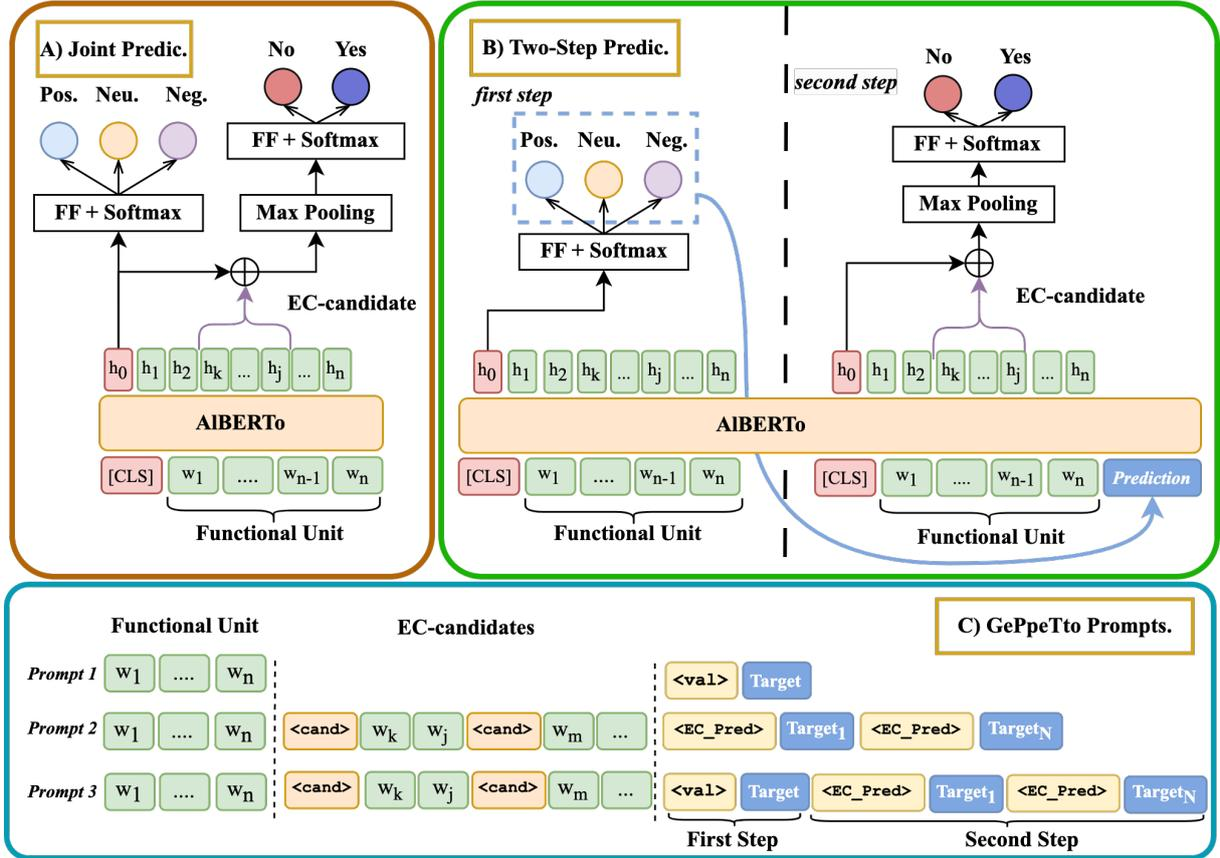 A) Joint Predic.
No Yes
Pos. Neu. Neg.
FF + Softmax
FF + Softmax
Max Pooling
EC-candidate
h0 h1 h2 hk ... hj ... hn
AlBERTo
[CLS] w1 .... wn-1 wn
Functional Unit
B) Two-Step Predic.
first step
Pos. Neu. Neg.
FF + Softmax
h0 h1 h2 hk ... hj ... hn
second step
No Yes
FF + Softmax
Max Pooling
EC-candidate
h0 h1 h2 hk ... hj ... hn
AlBERTo
[CLS] w1 .... wn-1 wn
Functional Unit
[CLS] w1 .... wn-1 wn Prediction
Functional Unit
C) GePpeTto Prompts.
Functional Unit EC-candidates
Prompt 1 w1 .... wn <val> Target
Prompt 2 w1 .... wn <cand> wk wj <cand> wm ... <EC_Pred> Target1 <EC_Pred> TargetN
Prompt 3 w1 .... wn <cand> wk wj <cand> wm ... <val> Target <EC_Pred> Target1 <EC_Pred> TargetN
First Step Second Step